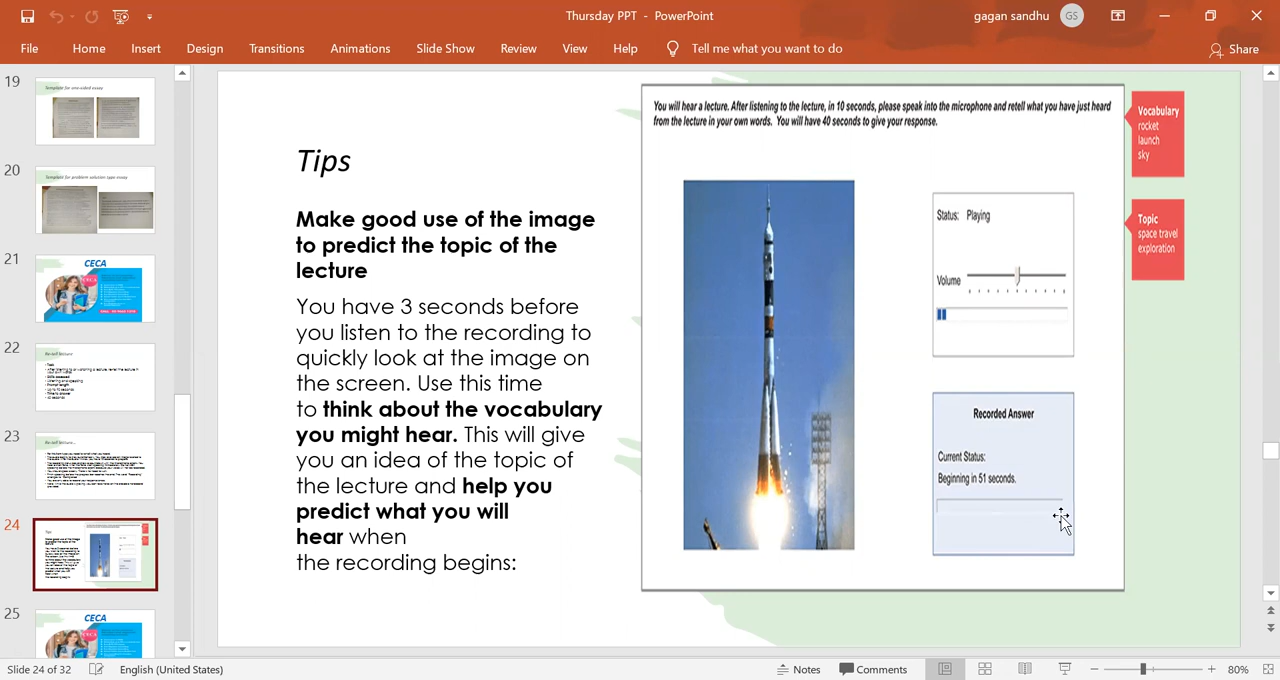 Thursday PPT - PowerPoint
gagan sandhu
GS
File
Home
Insert
Design
Transitions
Animations
Slide Show
Review
View
Help
Tell me what you want to do
Share
19
Template for one-sided essay
20
Template for problem solution type essay
21
CECA
22
Re-tell lecture
23
Re-tell lecture...
24
Tips
25
CECA
Tips
Make good use of the image
to predict the topic of the
lecture
You have 3 seconds before
you listen to the recording to
quickly look at the image on
the screen. Use this time
to think about the vocabulary
you might hear. This will give
you an idea of the topic of
the lecture and help you
predict what you will
hear when
the recording begins:
You will hear a lecture. After listening to the lecture, in 10 seconds, please speak into the microphone and retell what you have just heard
from the lecture in your own words. You will have 40 seconds to give your response.
Status: Playing
Volume
Recorded Answer
Current Status:
Beginning in 51 seconds.
Vocabulary
rocket
launch
sky
Topic
space travel
exploration
Slide 24 of 32
English (United States)
Notes
Comments
80%